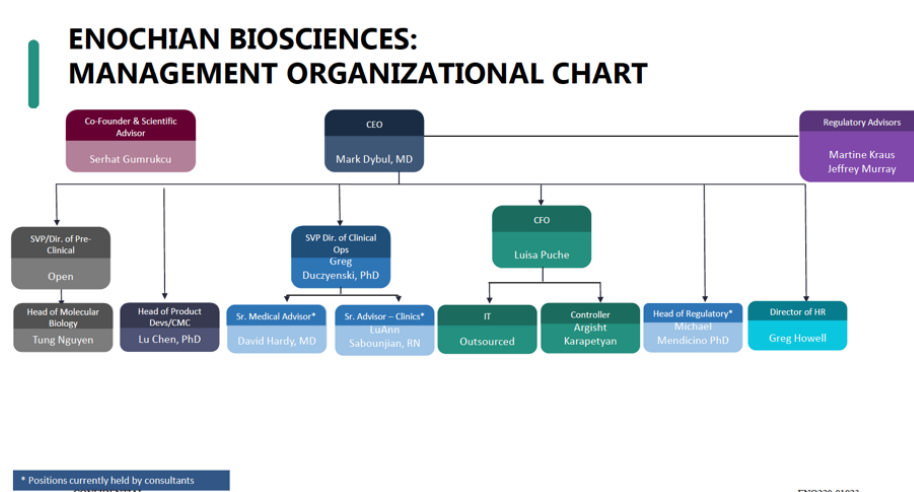 ENOCHIAN BIOSCIENCES:
MANAGEMENT ORGANIZATIONAL CHART
Co-Founder & Scientific
Advisor
Serhat Gumrukcu
CEO
Mark Dybul, MD
Regulatory Advisors
Martine Kraus
Jeffrey Murray
SVP/Dir. of Pre-
Clinical
Open
SVP Dir. of Clinical
Ops
Greg
Duczyenski, PhD
CFO
Luisa Puche
Head of Molecular
Biology
Tung Nguyen
Head of Product
Devs/CMC
Lu Chen, PhD
Sr. Medical Advisor*
David Hardy, MD
Sr. Advisor – Clinics*
LuAnn
Sabounjian, RN
IT
Outsourced
Controller
Argisht
Karapetyan
Head of Regulatory*
Michael
Mendicino PhD
Director of HR
Greg Howell
* Positions currently held by consultants